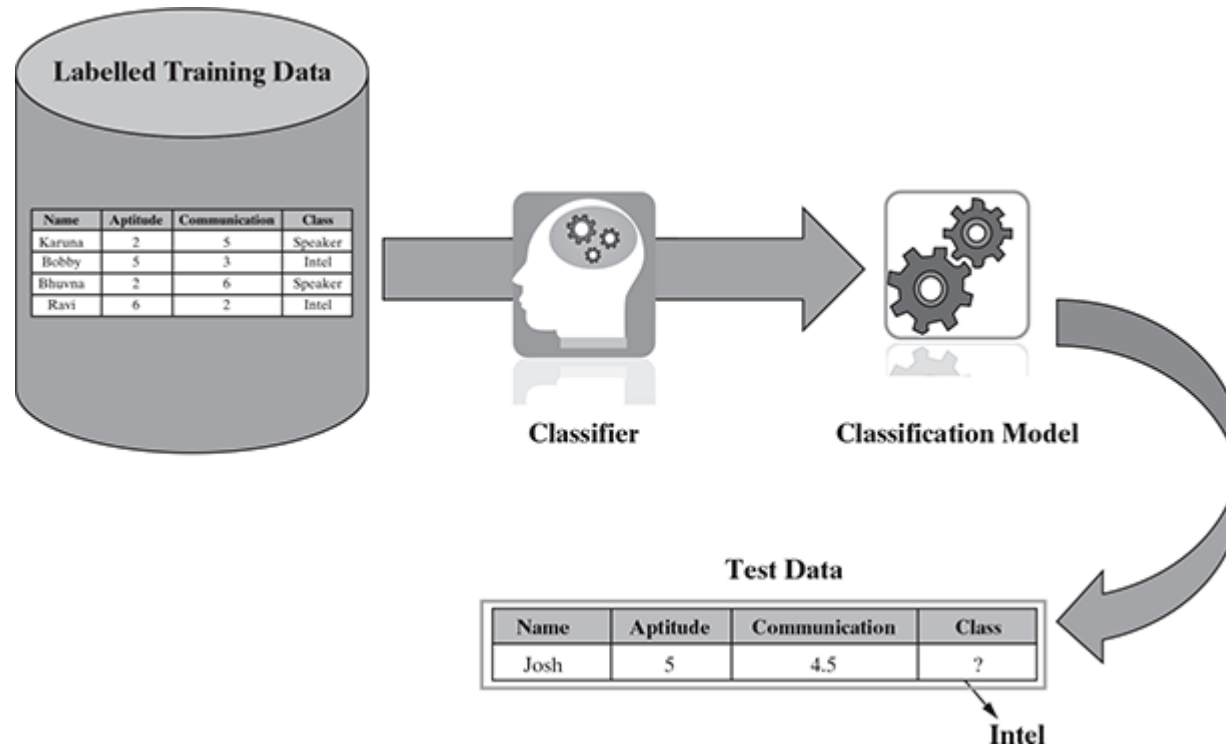 Labelled Training Data
Name Aptitude Communication Class
Karuna 2 5 Speaker
Bobby 5 3 Intel
Bhuvna 2 6 Speaker
Ravi 6 2 Intel
Classifier
Classification Model
Test Data
Name Aptitude Communication Class
Josh 5 4.5 ?
Intel